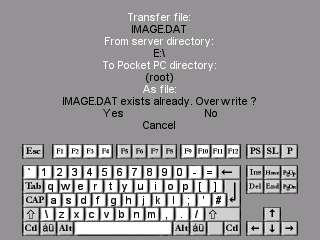 Transfer file:
IMAGE.DAT
From server directory:
E:\
To Pocket PC directory:
(root)
As file:
IMAGE.DAT exists already. Overwrite ?
Yes No
Cancel
Esc F1 F2 F3 F4 F5 F6 F7 F8 F9 F10 F11 F12 PS SL P
` 1 2 3 4 5 6 7 8 9 0 - = ← Ins Home PgUp
Tab q w e r t y u i o p [ ] Del End PgDn
CAP a s d f g h j k l ; ' #
⇧ \ z x c v b n m , . / ⇧ ↑
Ctl áü Alt Alt áü Ctl ← ↓ →